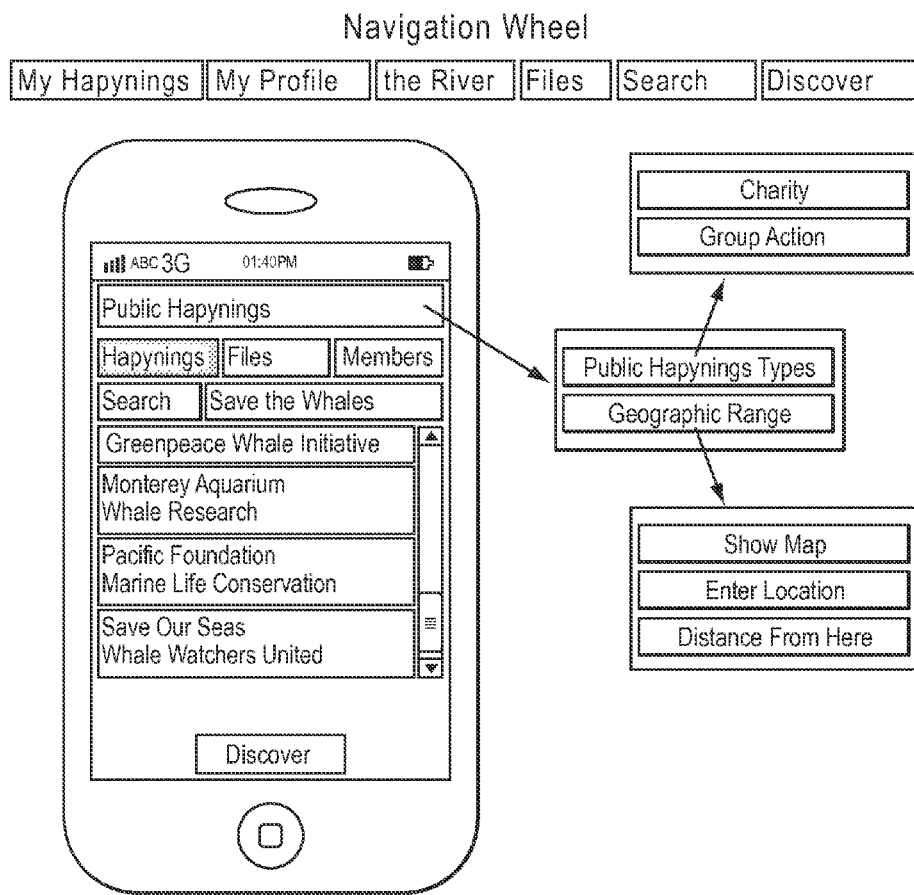 Navigation Wheel
My Hapynings My Profile the River Files Search Discover
ABC 3G 01:40PM
Public Hapynings
Hapynings Files Members
Search Save the Whales
Greenpeace Whale Initiative
Monterey Aquarium
Whale Research
Pacific Foundation
Marine Life Conservation
Save Our Seas
Whale Watchers United
Discover
Charity
Group Action
Public Hapynings Types
Geographic Range
Show Map
Enter Location
Distance From Here